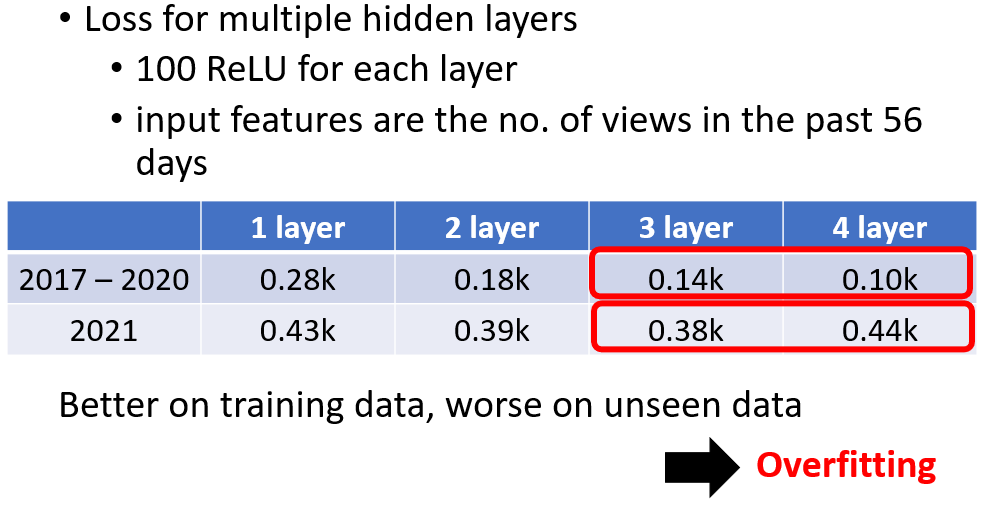 • Loss for multiple hidden layers
• 100 ReLU for each layer
• input features are the no. of views in the past 56
days
1 layer 2 layer 3 layer 4 layer
2017 – 2020 0.28k 0.18k 0.14k 0.10k
2021 0.43k 0.39k 0.38k 0.44k
Better on training data, worse on unseen data
Overfitting